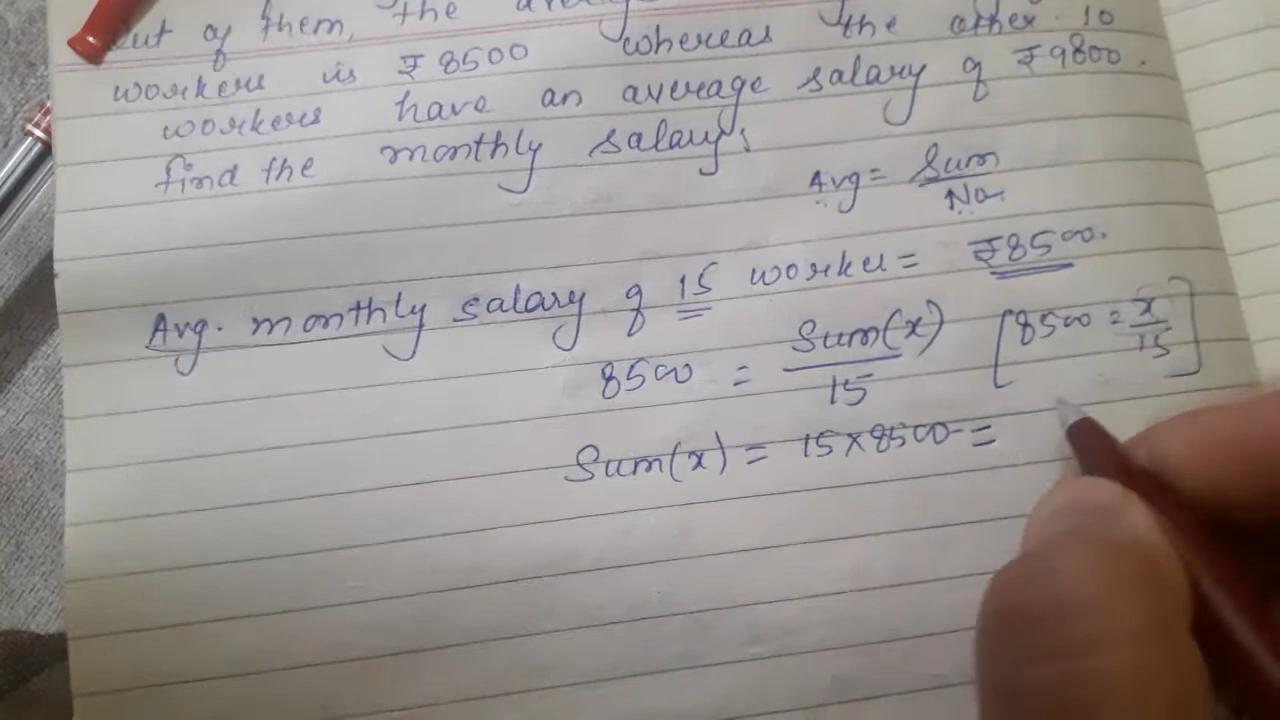 out of them, the
workers is ₹8500 whereas the other 10
workers have an average salary of ₹9800.
find the monthly salary.
Avg = Sum/No.
Avg. monthly salary of 15 worker = ₹8500.
8500 = Sum(x)/15 [8500 = x/15]
Sum(x) = 15×8500 =